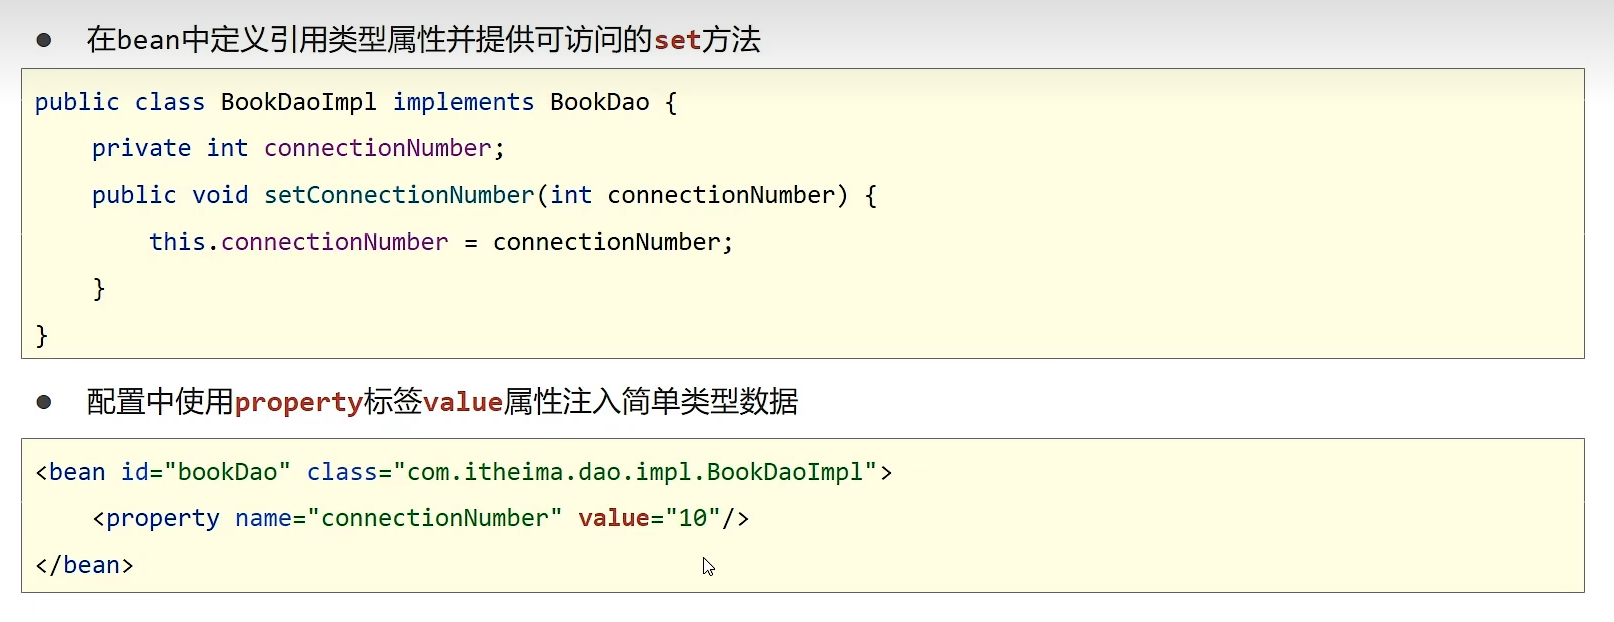 ● 在bean中定义引用类型属性并提供可访问的set方法
public class BookDaoImpl implements BookDao {
    private int connectionNumber;
    public void setConnectionNumber(int connectionNumber) {
        this.connectionNumber = connectionNumber;
    }
}
● 配置中使用property标签value属性注入简单类型数据
<bean id="bookDao" class="com.itheima.dao.impl.BookDaoImpl">
    <property name="connectionNumber" value="10"/>
</bean>